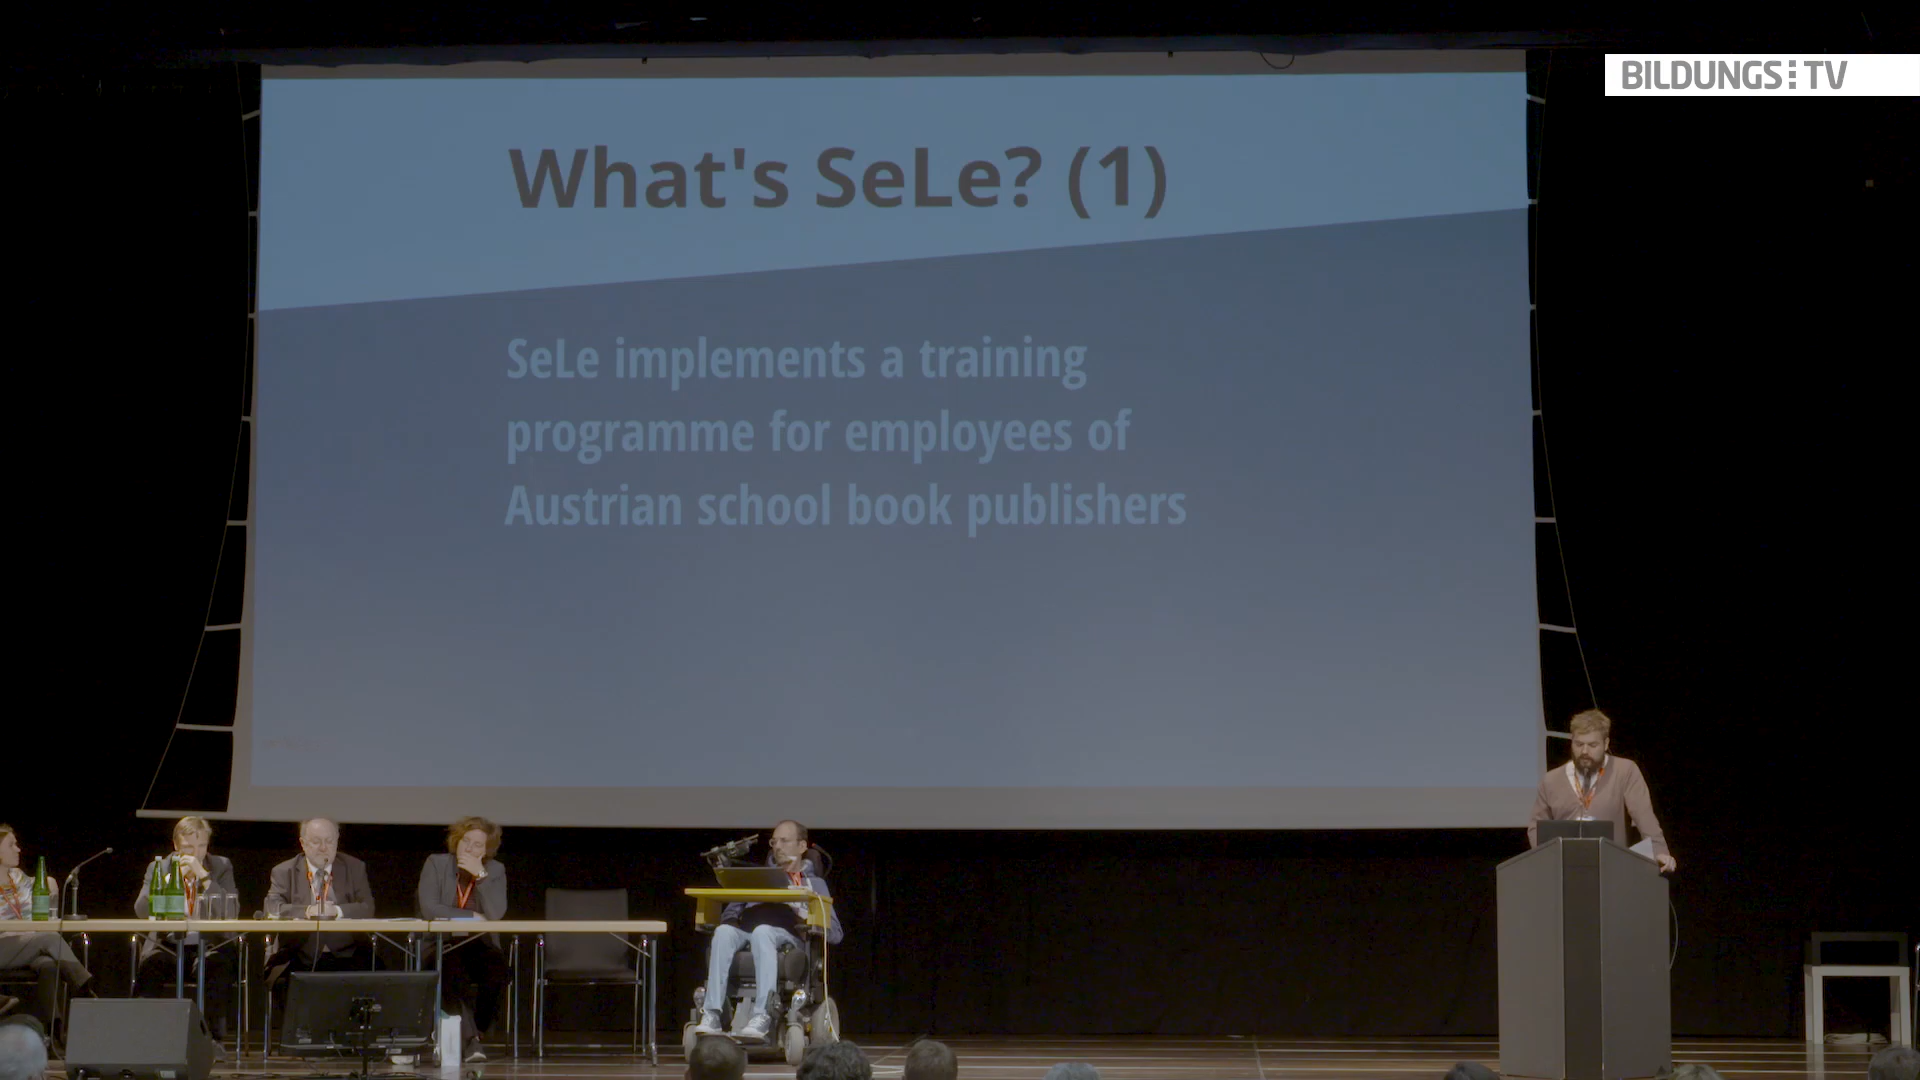 BILDUNGS TV
What's SeLe? (1)
SeLe implements a training
programme for employees of
Austrian school book publishers